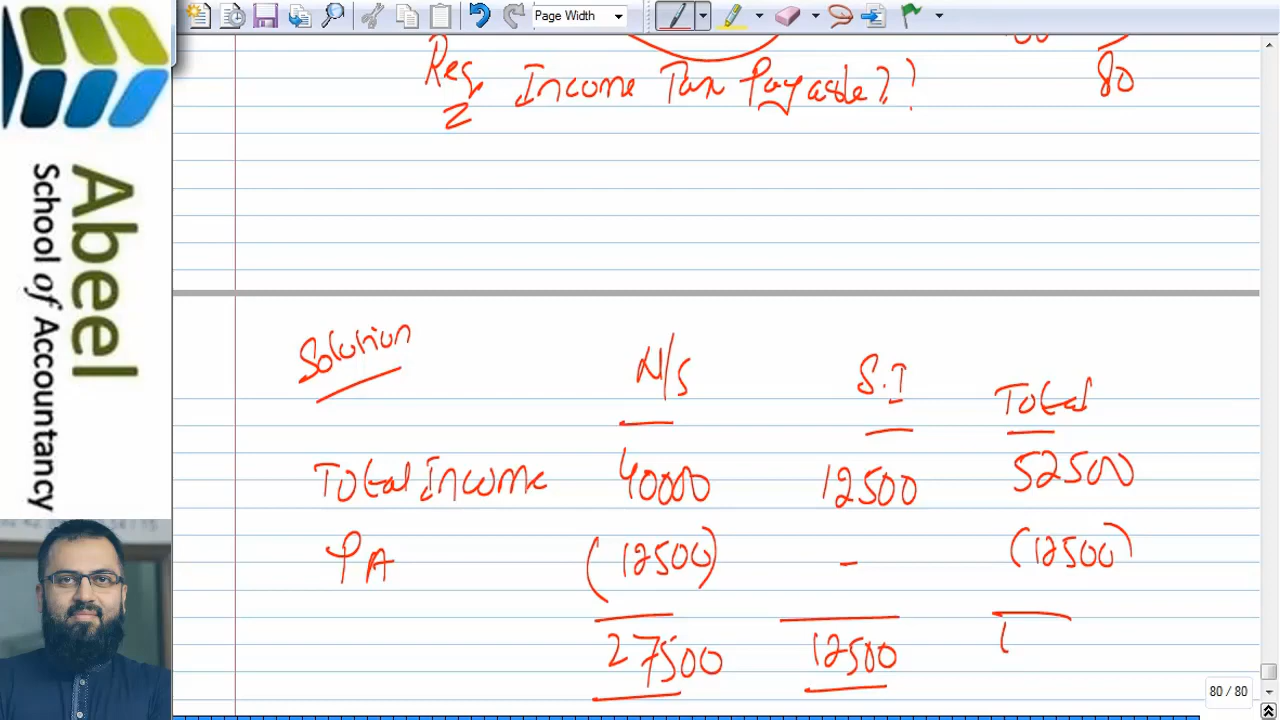 Page Width
Req Income Tax Payable??
2
80
Solution
N/S S.I Total
Total Income 40000 12500 52500
PA (12500) - (12500)
27500 12500
80 / 80
Abeel
School of Accountancy